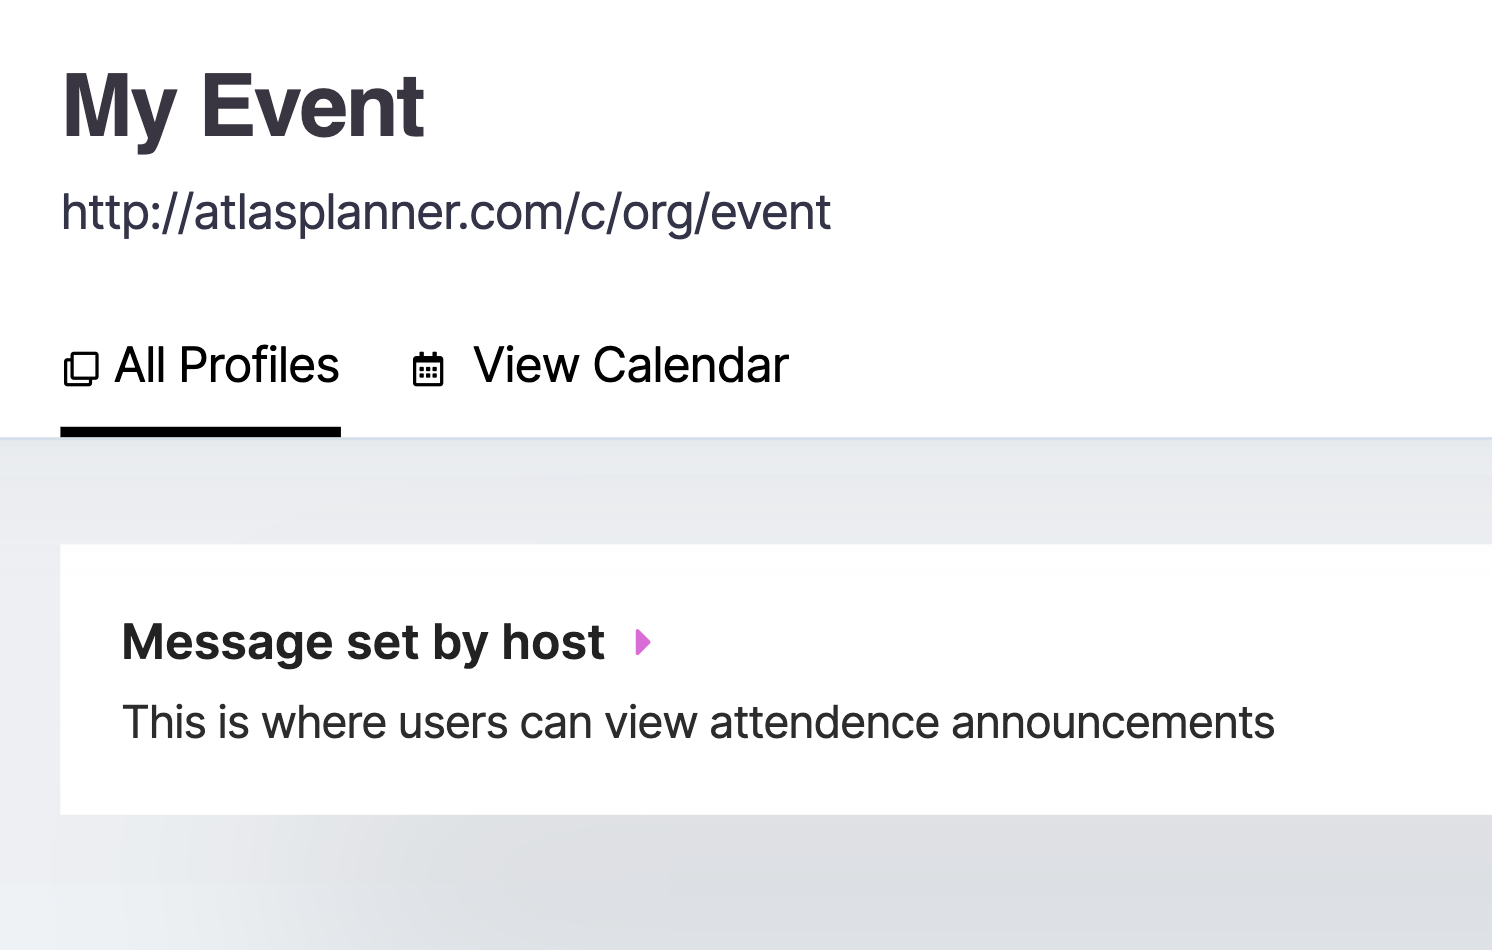 My Event
http://atlasplanner.com/c/org/event
All Profiles View Calendar
Message set by host
This is where users can view attendence announcements